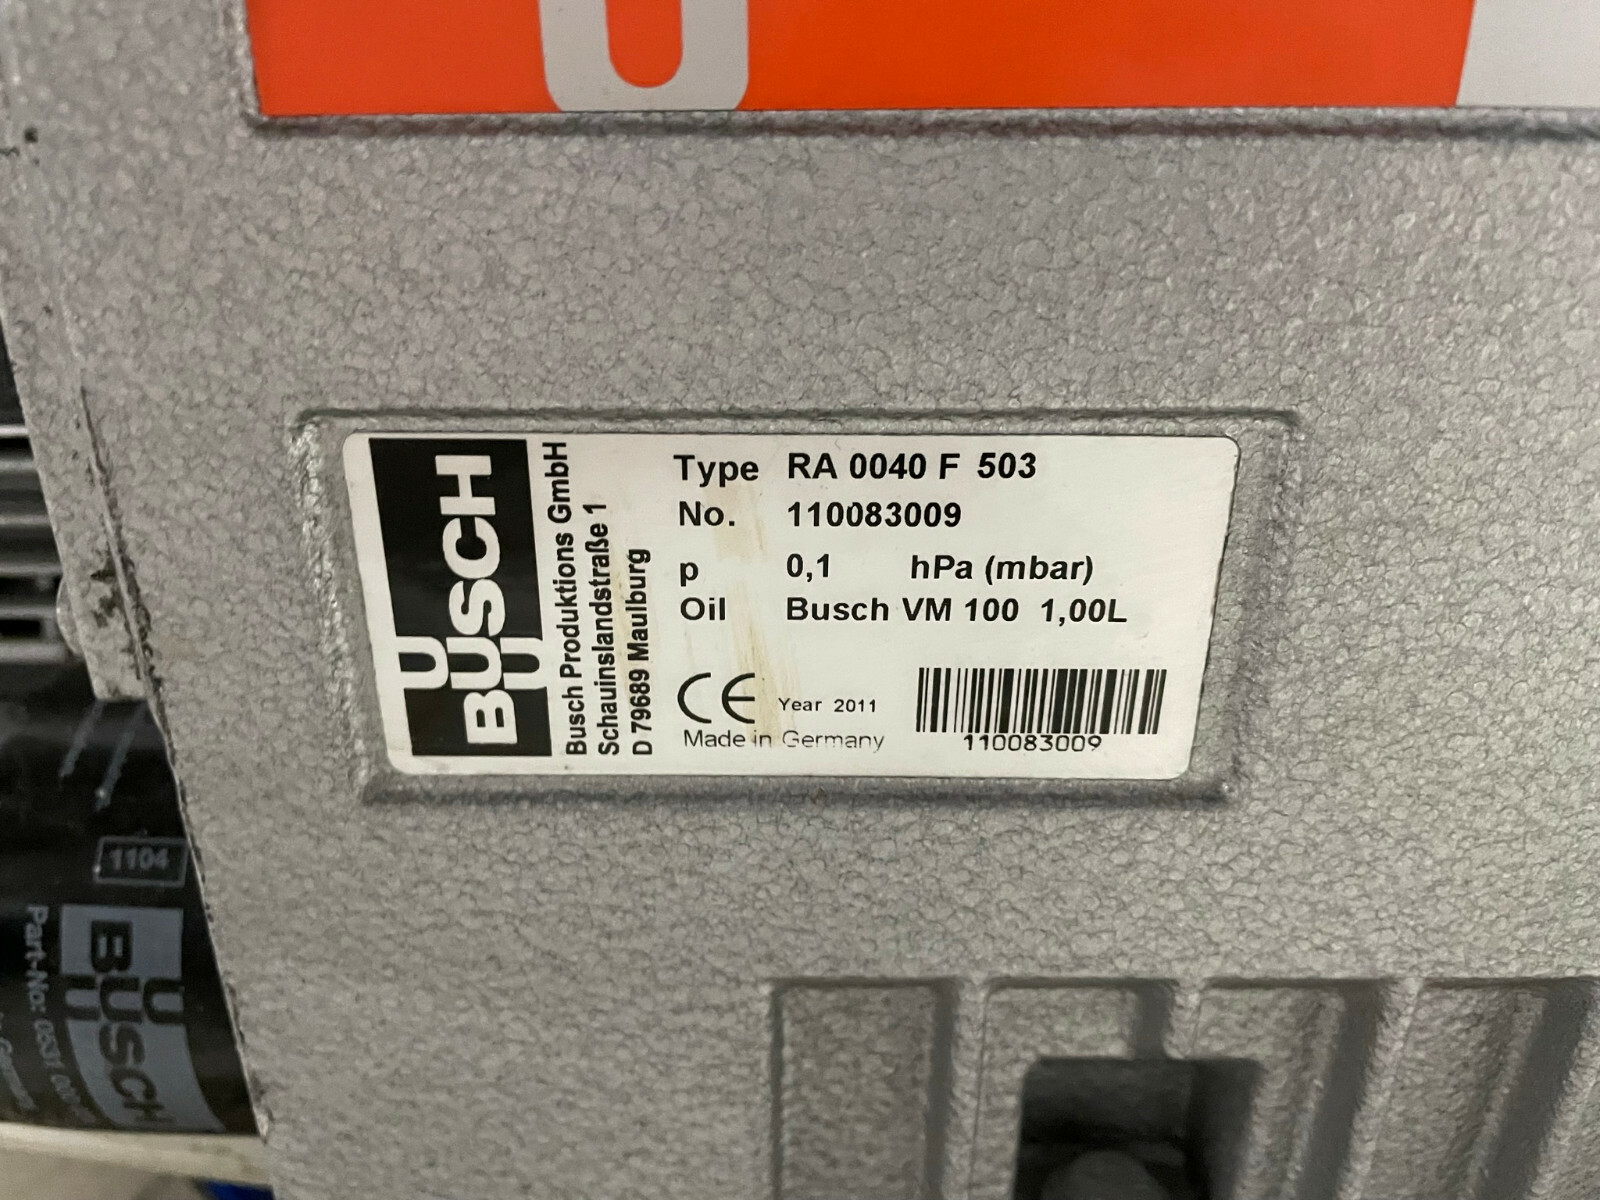 U
BUSCH
U
Busch Produktions GmbH
Schauinslandstraße 1
D 79689 Maulburg
Type RA 0040 F 503
No. 110083009
p 0,1 hPa (mbar)
Oil Busch VM 100 1,00L
CE Year 2011
Made in Germany
110083009
1104
U
BUSCH
U
Part-No.: